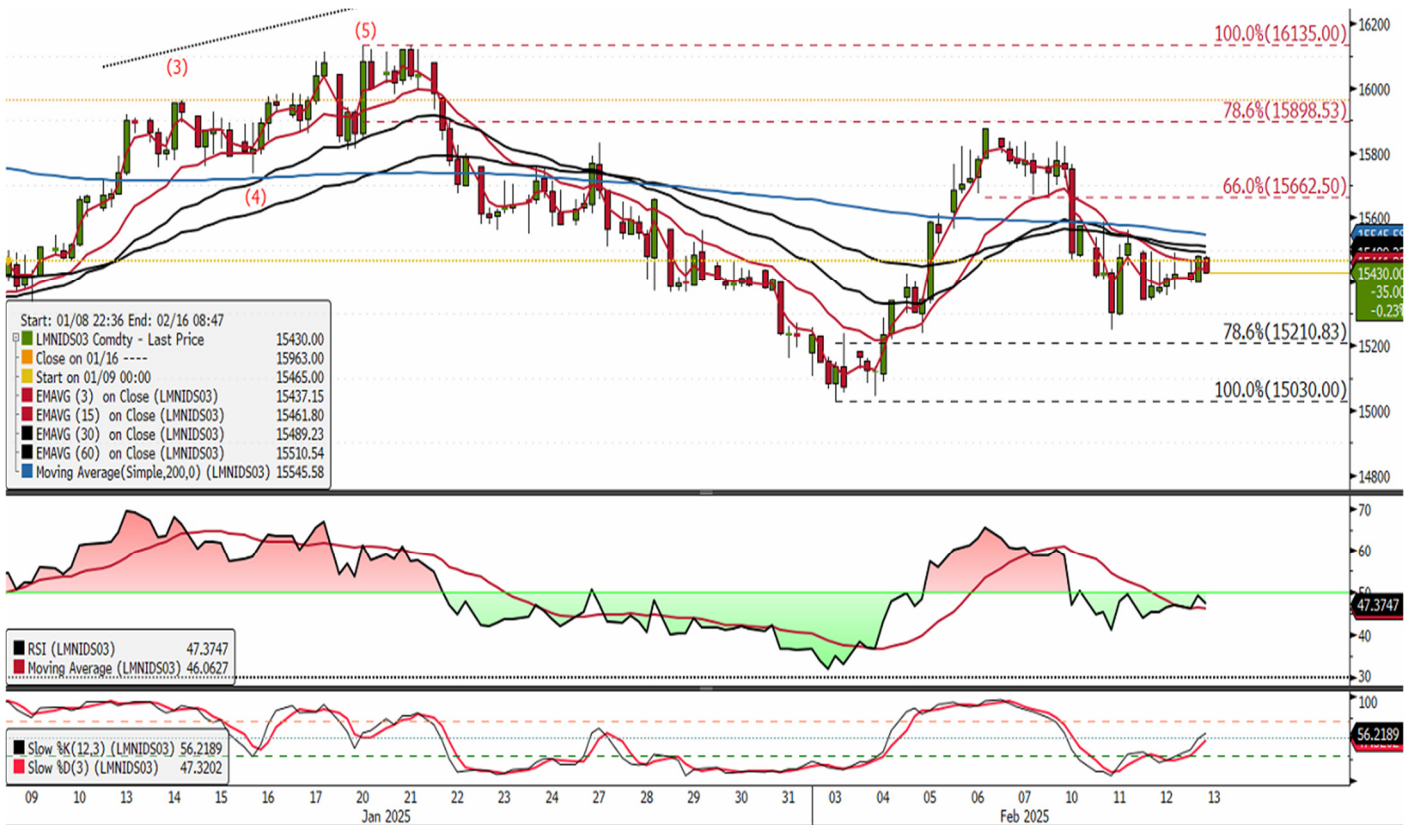 (3)
(5)
(4)
100.0%(16135.00)
78.6%(15898.53)
66.0%(15662.50)
78.6%(15210.83)
100.0%(15030.00)
16200
16000
15800
15600
15430.00
-35.00
-0.23%
15200
15000
14800
Start: 01/08 22:36 End: 02/16 08:47
LMNIDS03 Comdty - Last Price 15430.00
Close on 01/16 ---- 15963.00
Start on 01/09 00:00 15465.00
EMAVG (3) on Close (LMNIDS03) 15437.15
EMAVG (15) on Close (LMNIDS03) 15461.80
EMAVG (30) on Close (LMNIDS03) 15489.23
EMAVG (60) on Close (LMNIDS03) 15510.54
Moving Average(Simple,200,0) (LMNIDS03) 15545.58
70
60
50
47.3747
40
30
RSI (LMNIDS03) 47.3747
Moving Average (LMNIDS03) 46.0627
100
56.2189
0
Slow %K(12,3) (LMNIDS03) 56.2189
Slow %D(3) (LMNIDS03) 47.3202
09 10 13 14 15 16 17 20 21 22 23 24 27 28 29 30 31 03 04 05 06 07 10 11 12 13
Jan 2025 Feb 2025